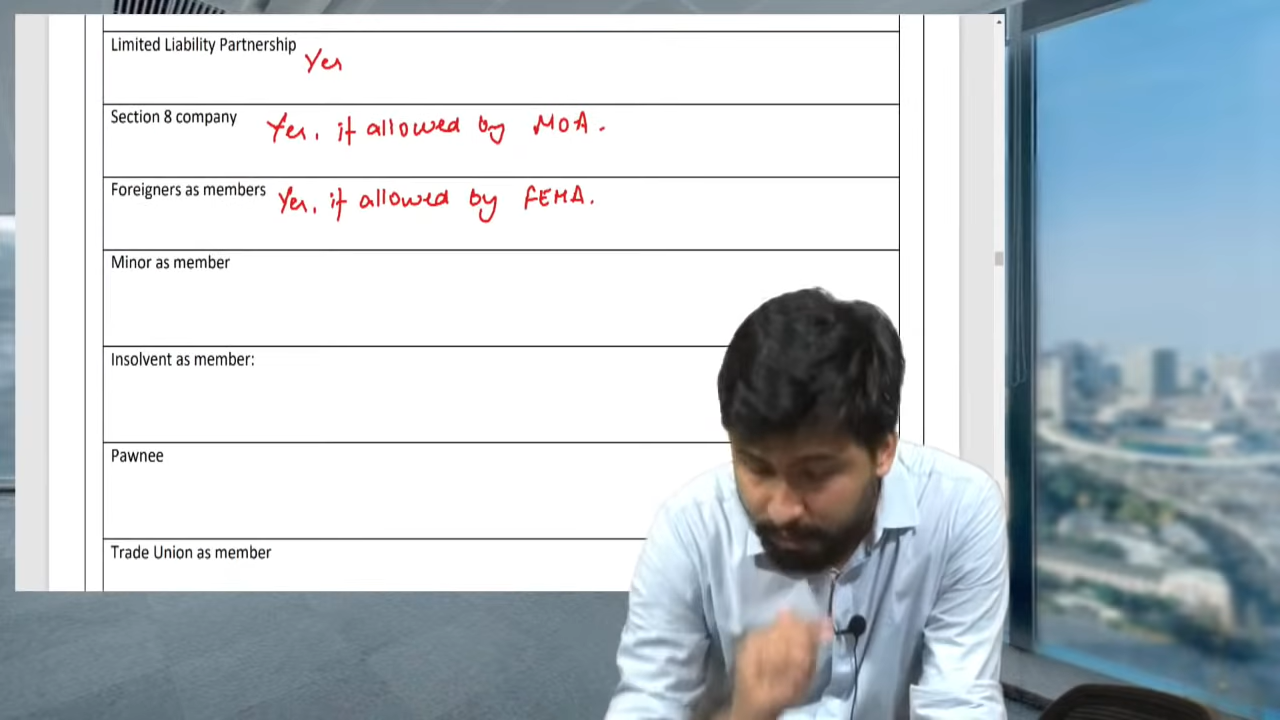 Limited Liability Partnership Yes
Section 8 company Yes, if allowed by MOA.
Foreigners as members Yes, if allowed by FEMA.
Minor as member
Insolvent as member:
Pawnee
Trade Union as member